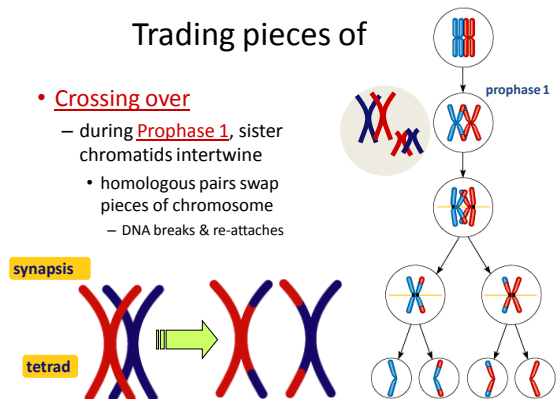 Trading pieces of
• Crossing over
– during Prophase 1, sister
chromatids intertwine
• homologous pairs swap
pieces of chromosome
– DNA breaks & re-attaches
prophase 1
synapsis
tetrad